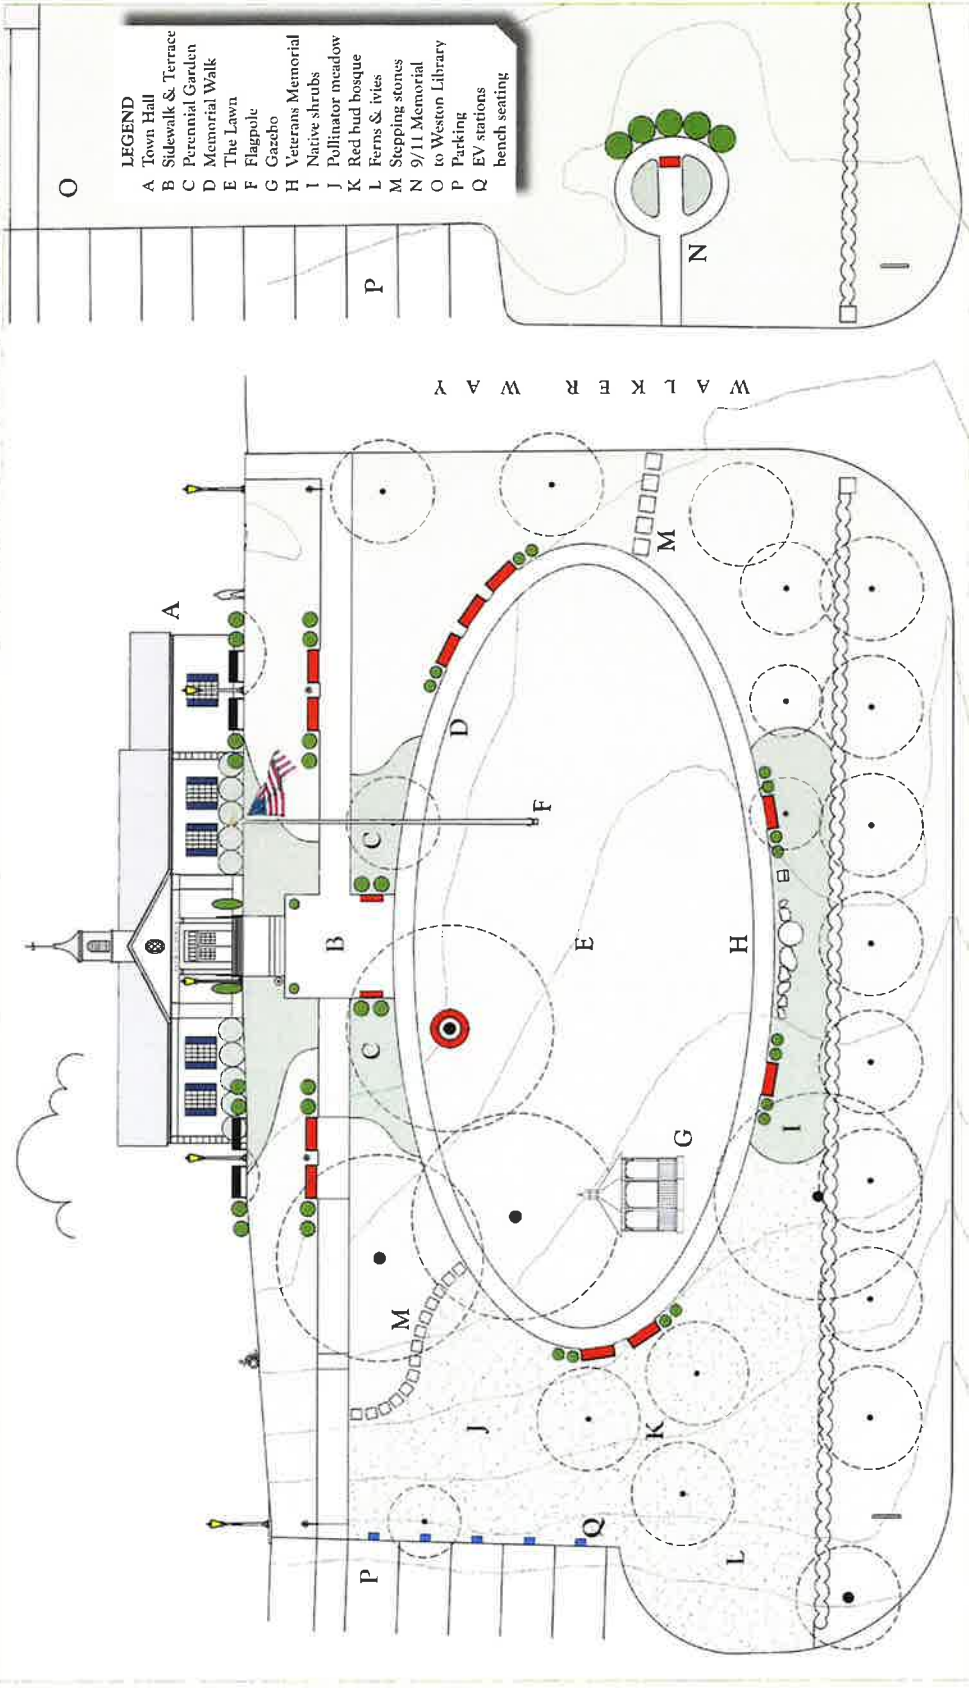 LEGEND
A Town Hall
B Sidewalk & Terrace
C Perennial Garden
D Memorial Walk
E The Lawn
F Flagpole
G Gazebo
H Veterans Memorial
I Native shrubs
J Pollinator meadow
K Red bud bosque
L Ferns & ivies
M Stepping stones
N 9/11 Memorial
O to Weston Library
P Parking
Q EV stations
bench seating
O
P
N
WALKER WAY
A
M
D
C
F
B
E
H
C
G
I
M
J
K
Q
P
L